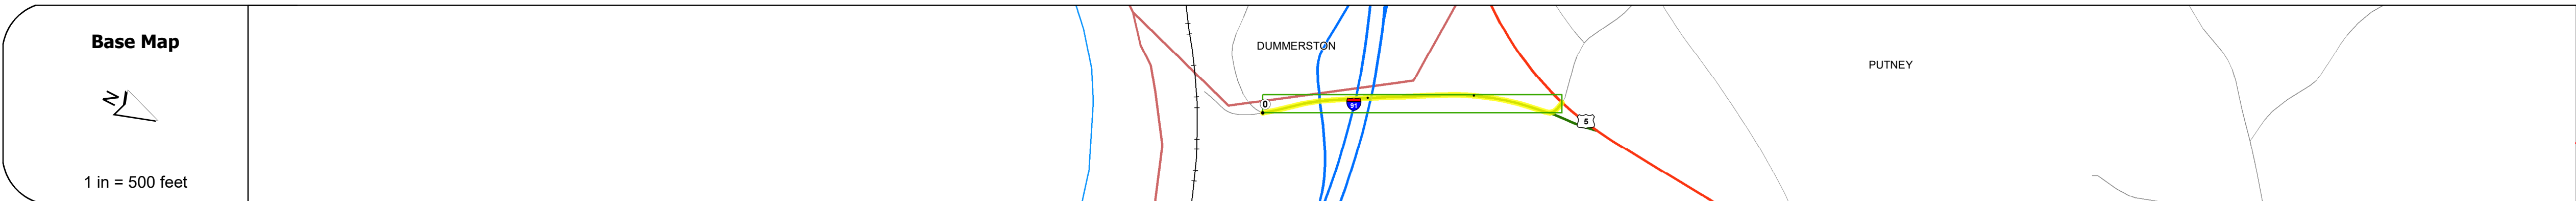 Base Map
N
1 in = 500 feet
DUMMERSTON
0
91
5
PUTNEY